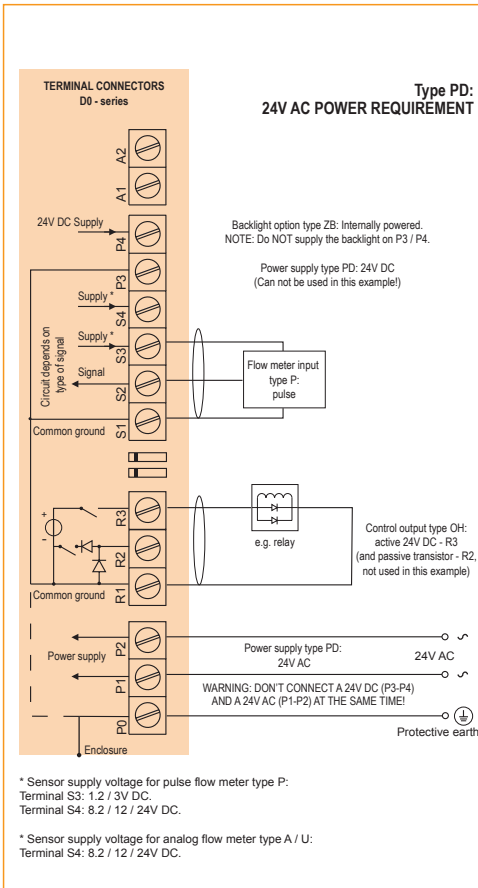 TERMINAL CONNECTORS
D0 - series
Type PD:
24V AC POWER REQUIREMENT
A2
A1
24V DC Supply
P4
Backlight option type ZB: Internally powered.
NOTE: Do NOT supply the backlight on P3 / P4.
P3
Power supply type PD: 24V DC
(Can not be used in this example!)
Supply *
S4
Supply *
S3
Circuit depends on
type of signal
Signal
S2
Flow meter input
type P:
pulse
Common ground
S1
+
-
R3
e.g. relay
Control output type OH:
active 24V DC - R3
(and passive transistor - R2,
not used in this example)
R2
Common ground
R1
P2
Power supply
Power supply type PD:
24V AC
24V AC
P1
WARNING: DON'T CONNECT A 24V DC (P3-P4)
AND A 24V AC (P1-P2) AT THE SAME TIME!
P0
Protective earth
Enclosure
* Sensor supply voltage for pulse flow meter type P:
Terminal S3: 1.2 / 3V DC.
Terminal S4: 8.2 / 12 / 24V DC.
* Sensor supply voltage for analog flow meter type A / U:
Terminal S4: 8.2 / 12 / 24V DC.